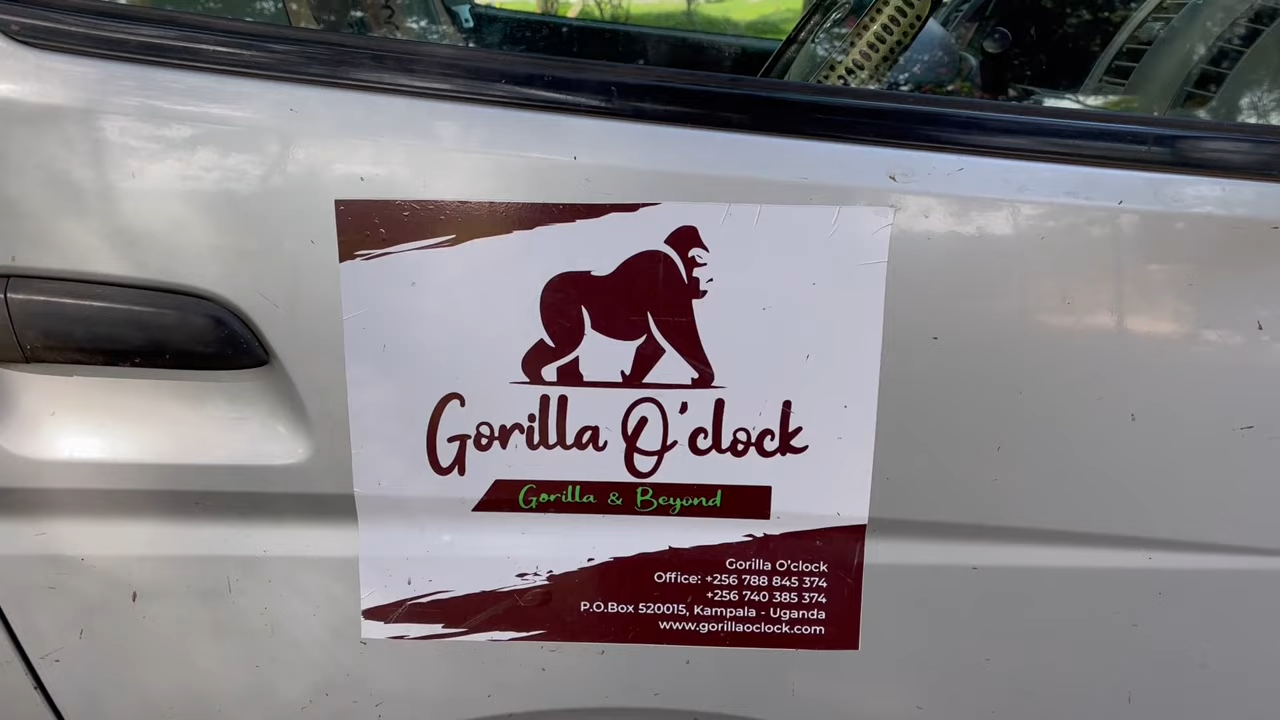 Gorilla O'clock
Gorilla & Beyond
Gorilla O'clock
Office: +256 788 845 374
+256 740 385 374
P.O.Box 520015, Kampala - Uganda
www.gorillaoclock.com